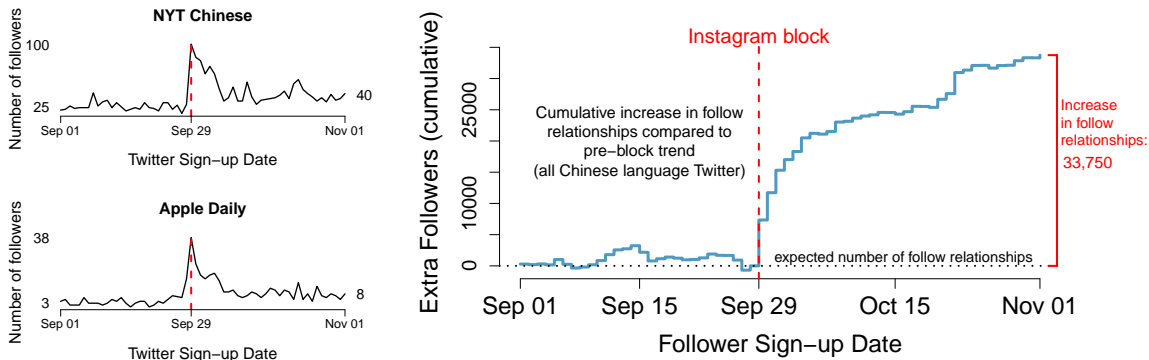 NYT Chinese
Number of followers
100
25
40
Sep 01
Sep 29
Nov 01
Twitter Sign−up Date
Apple Daily
Number of followers
38
3
8
Sep 01
Sep 29
Nov 01
Twitter Sign−up Date
Instagram block
Extra Followers (cumulative)
0
10000
25000
Cumulative increase in follow
relationships compared to
pre−block trend
(all Chinese language Twitter)
Increase
in follow
relationships:
33,750
expected number of follow relationships
Sep 01
Sep 15
Sep 29
Oct 15
Nov 01
Follower Sign−up Date